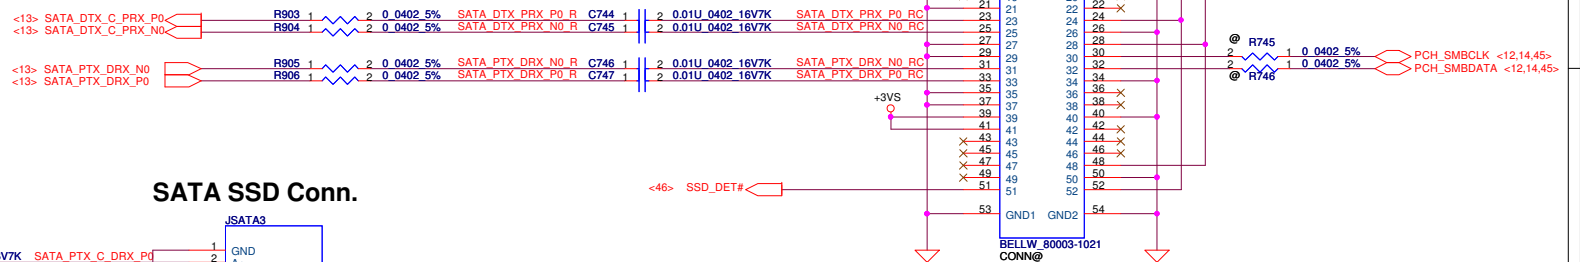 <13> SATA_DTX_C_PRX_P0 R903 1 2 0_0402_5% SATA_DTX_PRX_P0_R C744 1 2 0.01U_0402_16V7K SATA_DTX_PRX_P0_RC
<13> SATA_DTX_C_PRX_N0 R904 1 2 0_0402_5% SATA_DTX_PRX_N0_R C745 1 2 0.01U_0402_16V7K SATA_DTX_PRX_N0_RC
<13> SATA_PTX_DRX_N0 R905 1 2 0_0402_5% SATA_PTX_DRX_N0_R C746 1 2 0.01U_0402_16V7K SATA_PTX_DRX_N0_RC
<13> SATA_PTX_DRX_P0 R906 1 2 0_0402_5% SATA_PTX_DRX_P0_R C747 1 2 0.01U_0402_16V7K SATA_PTX_DRX_P0_RC
21 21 22 22
23 23 24 24
25 25 26 26
27 27 28 28
29 29 30 30
31 31 32 32
33 33 34 34
35 35 36 36
37 37 38 38
39 39 40 40
41 41 42 42
43 43 44 44
45 45 46 46
47 47 48 48
49 49 50 50
51 51 52 52
53 GND1 GND2 54
BELLW_80003-1021
CONN@
+3VS
<46> SSD_DET#
@ R745
2 1 0_0402_5% PCH_SMBCLK <12,14,45>
2 1 0_0402_5% PCH_SMBDATA <12,14,45>
@ R746
SATA SSD Conn.
JSATA3
1 GND
V7K SATA_PTX_C_DRX_P0 2